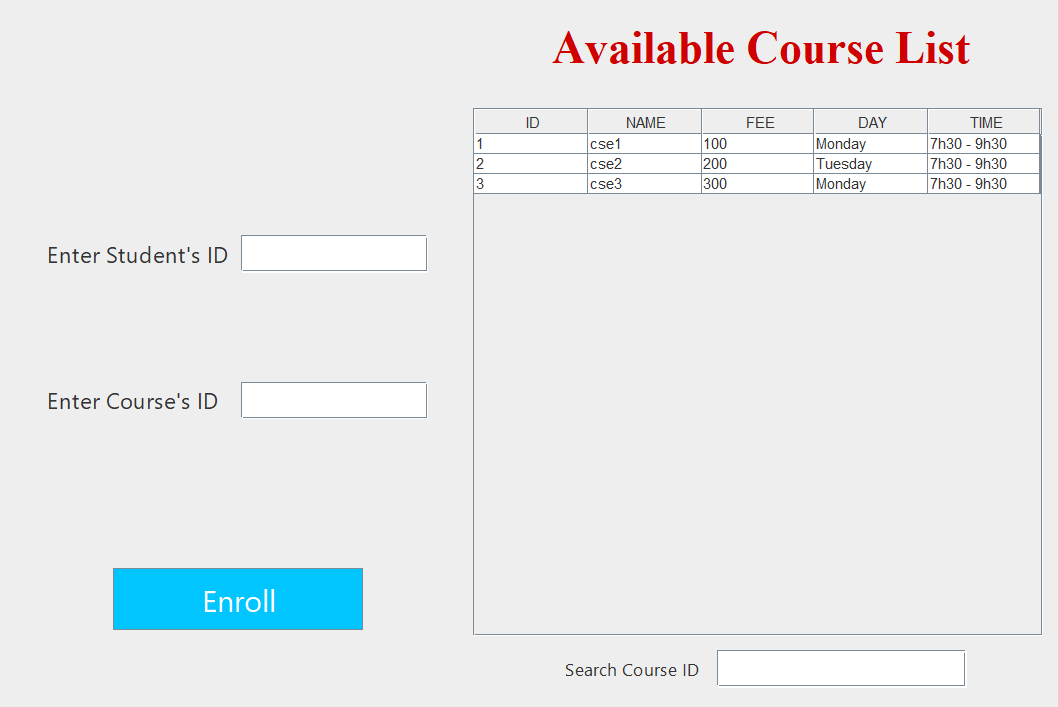 Available Course List
ID NAME FEE DAY TIME
1 cse1 100 Monday 7h30 - 9h30
2 cse2 200 Tuesday 7h30 - 9h30
3 cse3 300 Monday 7h30 - 9h30
Enter Student's ID
Enter Course's ID
Enroll
Search Course ID